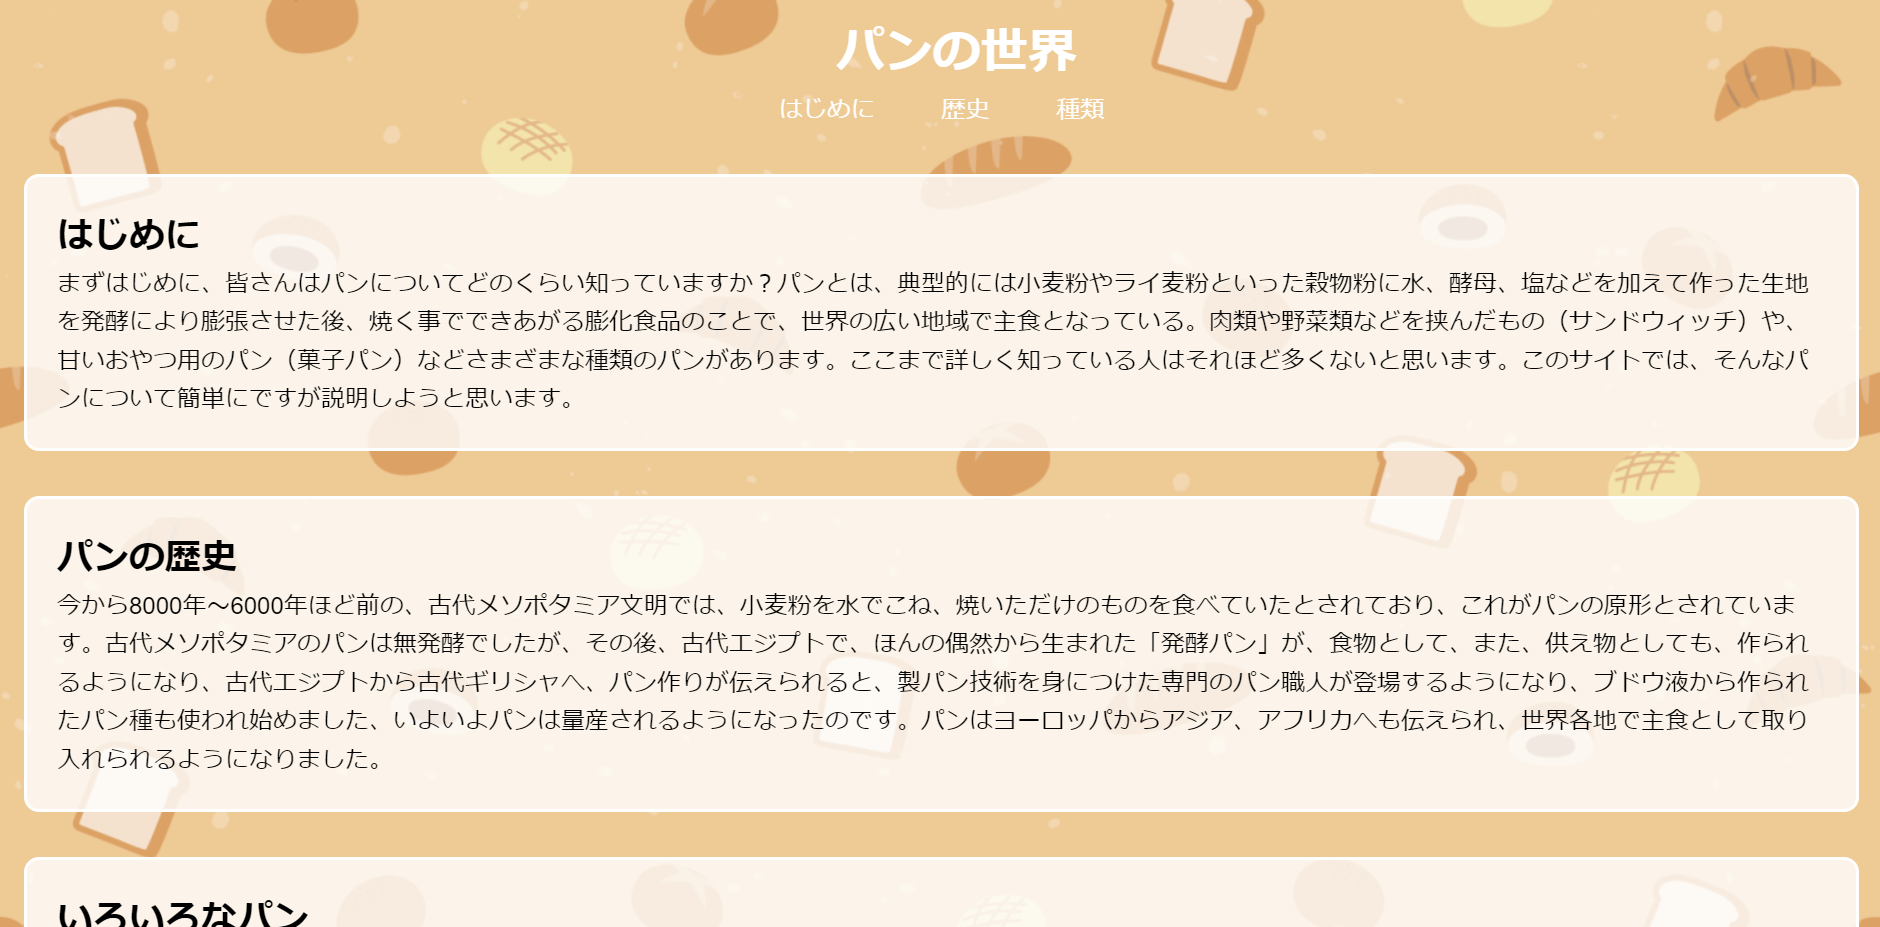 パンの世界
はじめに 歴史 種類
はじめに
まずはじめに、皆さんはパンについてどのくらい知っていますか？パンとは、典型的には小麦粉やライ麦粉といった穀物粉に水、酵母、塩などを加えて作った生地
を発酵により膨張させた後、焼く事でできあがる膨化食品のことで、世界の広い地域で主食となっている。肉類や野菜類などを挟んだもの（サンドウィッチ）や、
甘いおやつ用のパン（菓子パン）などさまざまな種類のパンがあります。ここまで詳しく知っている人はそれほど多くないと思います。このサイトでは、そんなパ
ンについて簡単にですが説明しようと思います。
パンの歴史
今から8000年〜6000年ほど前の、古代メソポタミア文明では、小麦粉を水でこね、焼いただけのものを食べていたとされており、これがパンの原形とされていま
す。古代メソポタミアのパンは無発酵でしたが、その後、古代エジプトで、ほんの偶然から生まれた「発酵パン」が、食物として、また、供え物としても、作られ
るようになり、古代エジプトから古代ギリシャへ、パン作りが伝えられると、製パン技術を身につけた専門のパン職人が登場するようになり、ブドウ液から作られ
たパン種も使われ始めました、いよいよパンは量産されるようになったのです。パンはヨーロッパからアジア、アフリカへも伝えられ、世界各地で主食として取り
入れられるようになりました。
いろいろなパン